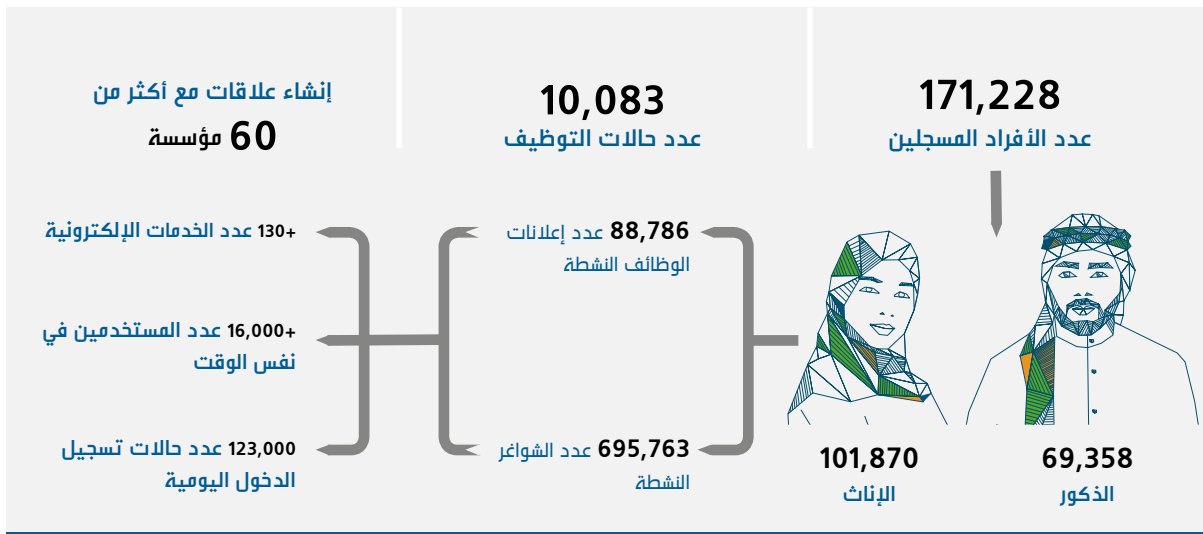 171,228
عدد الأفراد المسجلين
69,358
الذكور
101,870
الإناث
10,083
عدد حالات التوظيف
88,786 عدد إعلانات
الوظائف النشطة
695,763 عدد الشواغر
النشطة
إنشاء علاقات مع أكثر من
60 مؤسسة
130+ عدد الخدمات الإلكترونية
16,000+ عدد المستخدمين في
نفس الوقت
123,000 عدد حالات تسجيل
الدخول اليومية